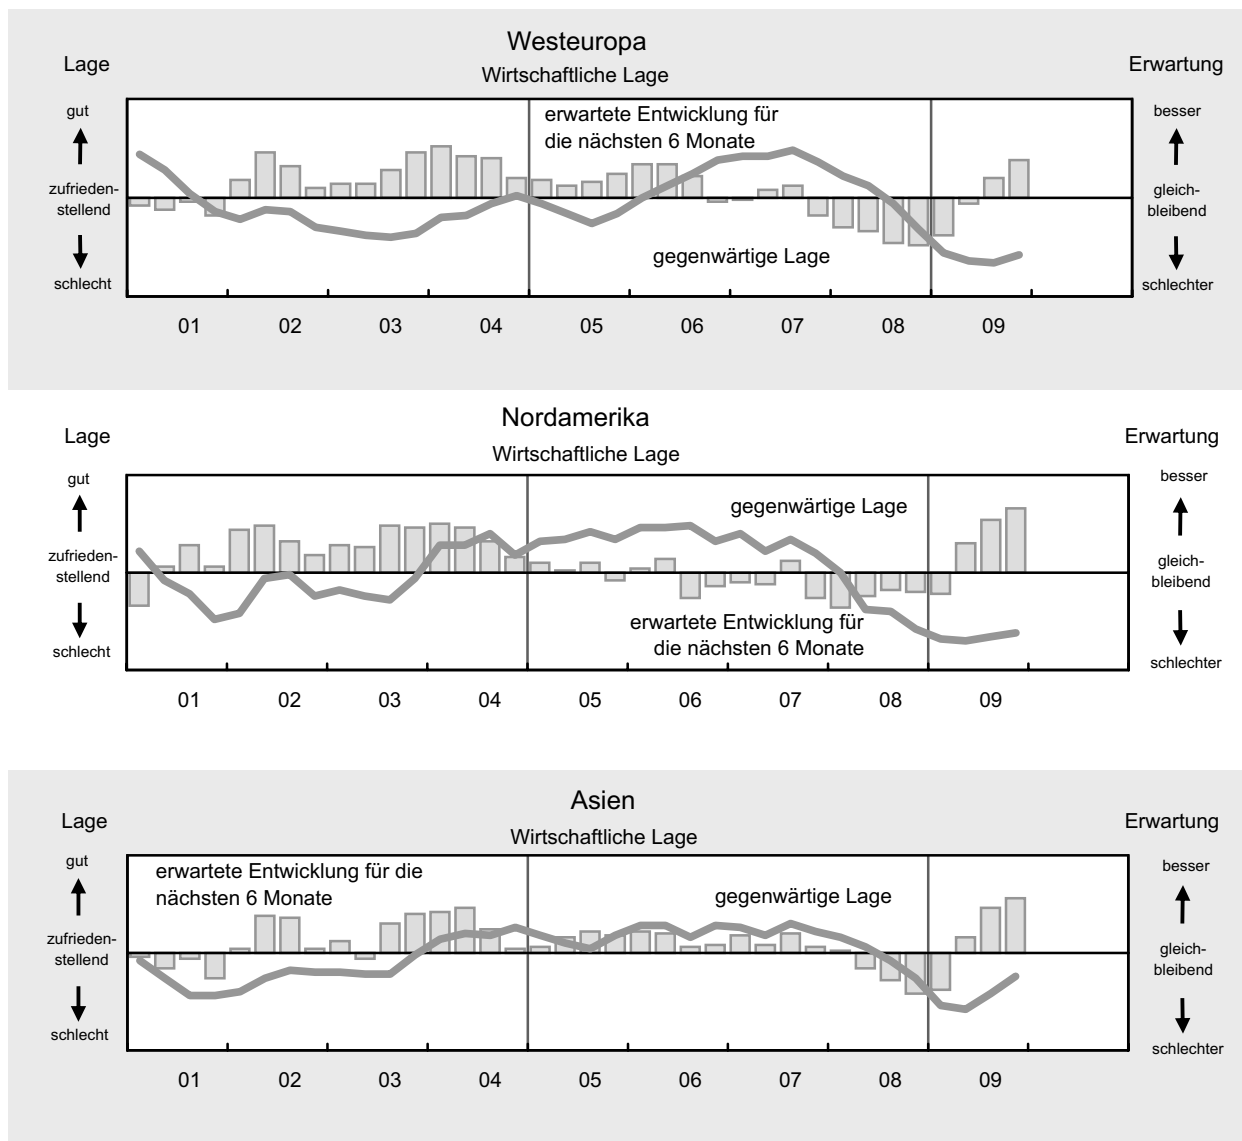 Westeuropa
Lage
Wirtschaftliche Lage
Erwartung
gut
zufrieden-
stellend
schlecht
erwartete Entwicklung für
die nächsten 6 Monate
gegenwärtige Lage
besser
gleich-
bleibend
schlechter
01 02 03 04 05 06 07 08 09
Nordamerika
Lage
Wirtschaftliche Lage
Erwartung
gut
zufrieden-
stellend
schlecht
gegenwärtige Lage
erwartete Entwicklung für
die nächsten 6 Monate
besser
gleich-
bleibend
schlechter
01 02 03 04 05 06 07 08 09
Asien
Lage
Wirtschaftliche Lage
Erwartung
gut
zufrieden-
stellend
schlecht
erwartete Entwicklung für die
nächsten 6 Monate
gegenwärtige Lage
besser
gleich-
bleibend
schlechter
01 02 03 04 05 06 07 08 09